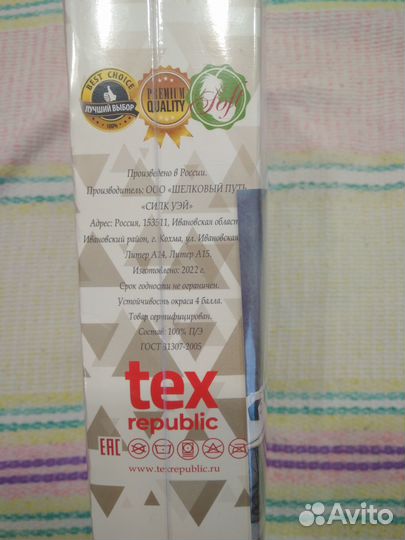 BEST CHOICE
ЛУЧШИЙ ВЫБОР
100%
PREMIUM
QUALITY
Soft
Произведено в России.
Производитель: ООО «ШЕЛКОВЫЙ ПУТЬ
«СИЛК УЭЙ»
Адрес: Россия, 153511, Ивановская област
Ивановский район, г. Кохма, ул. Ивановская
Литер А24, Литер А15.
Изготовлено: 2022 г.
Срок годности не ограничен.
Устойчивость окраса 4 балла.
Товар сертифицирован.
Состав: 100% П/Э
ГОСТ 31307-2005
tex
republic
EAC
www.texrepublic.ru
Avito